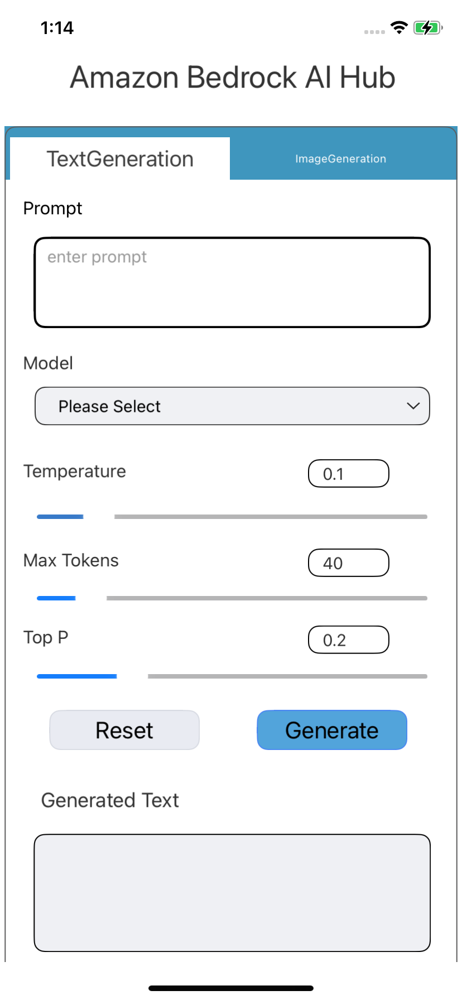 1:14
Amazon Bedrock AI Hub
TextGeneration ImageGeneration
Prompt
enter prompt
Model
Please Select
Temperature 0.1
Max Tokens 40
Top P 0.2
Reset Generate
Generated Text